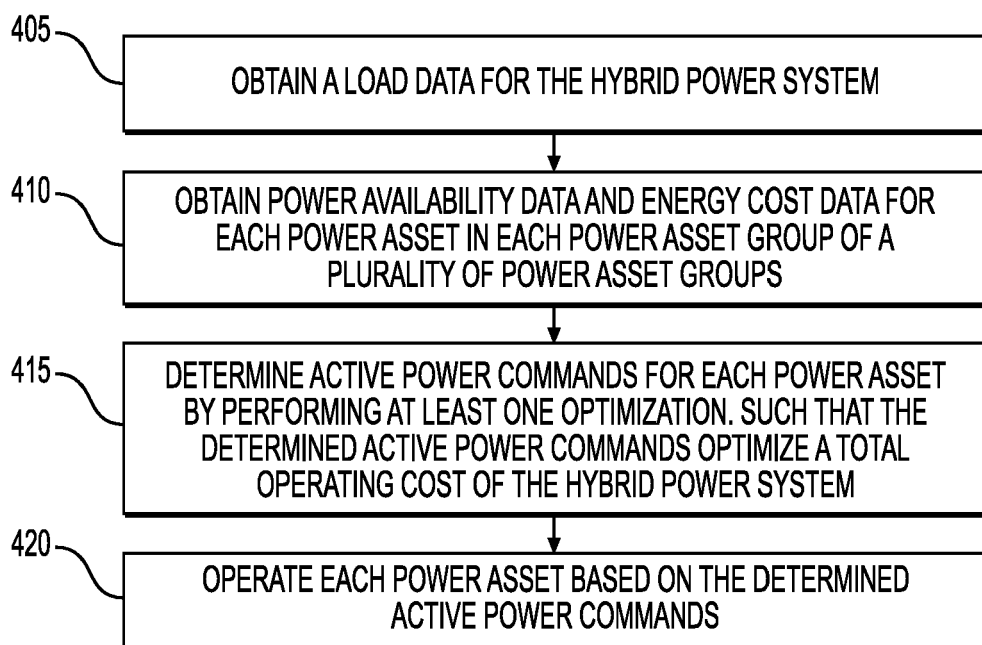 405
OBTAIN A LOAD DATA FOR THE HYBRID POWER SYSTEM
410
OBTAIN POWER AVAILABILITY DATA AND ENERGY COST DATA FOR
EACH POWER ASSET IN EACH POWER ASSET GROUP OF A
PLURALITY OF POWER ASSET GROUPS
415
DETERMINE ACTIVE POWER COMMANDS FOR EACH POWER ASSET
BY PERFORMING AT LEAST ONE OPTIMIZATION. SUCH THAT THE
DETERMINED ACTIVE POWER COMMANDS OPTIMIZE A TOTAL
OPERATING COST OF THE HYBRID POWER SYSTEM
420
OPERATE EACH POWER ASSET BASED ON THE DETERMINED
ACTIVE POWER COMMANDS